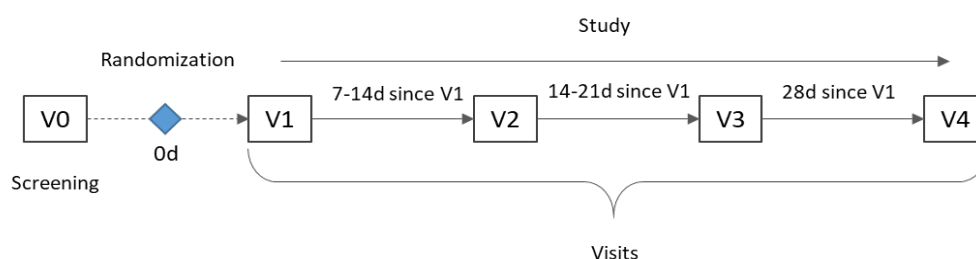 Study
Randomization
7-14d since V1
14-21d since V1
28d since V1
V0
V1
V2
V3
V4
0d
Screening
Visits